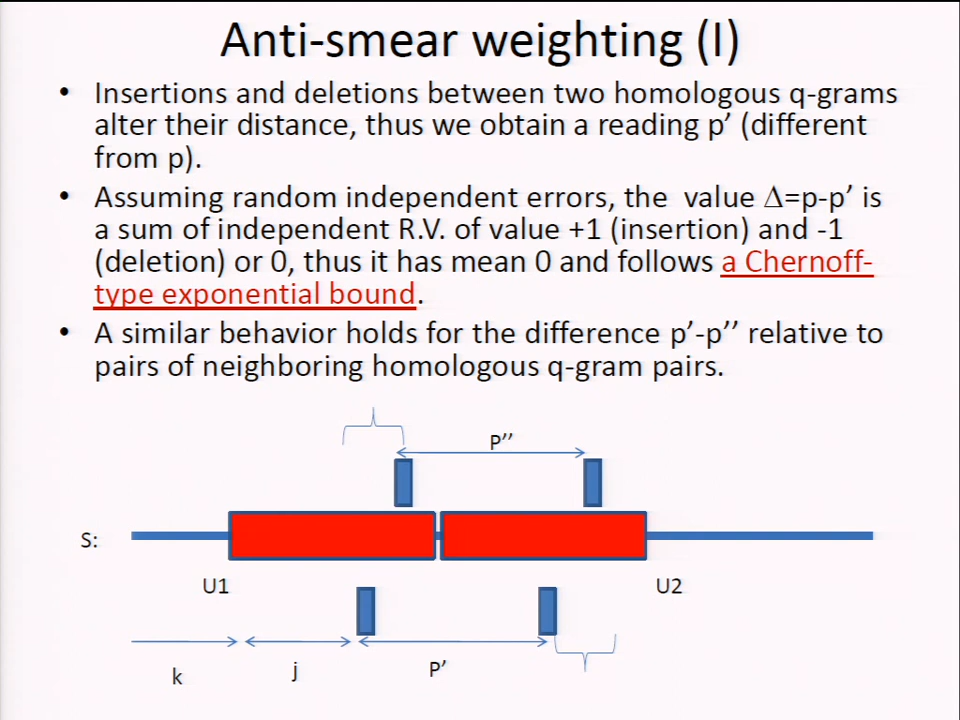 Anti-smear weighting (I)
• Insertions and deletions between two homologous q-grams
alter their distance, thus we obtain a reading p’ (different
from p).
• Assuming random independent errors, the value Δ=p-p’ is
a sum of independent R.V. of value +1 (insertion) and -1
(deletion) or 0, thus it has mean 0 and follows a Chernoff-
type exponential bound.
• A similar behavior holds for the difference p’-p’’ relative to
pairs of neighboring homologous q-gram pairs.
P’’
S:
U1
U2
k
j
P’